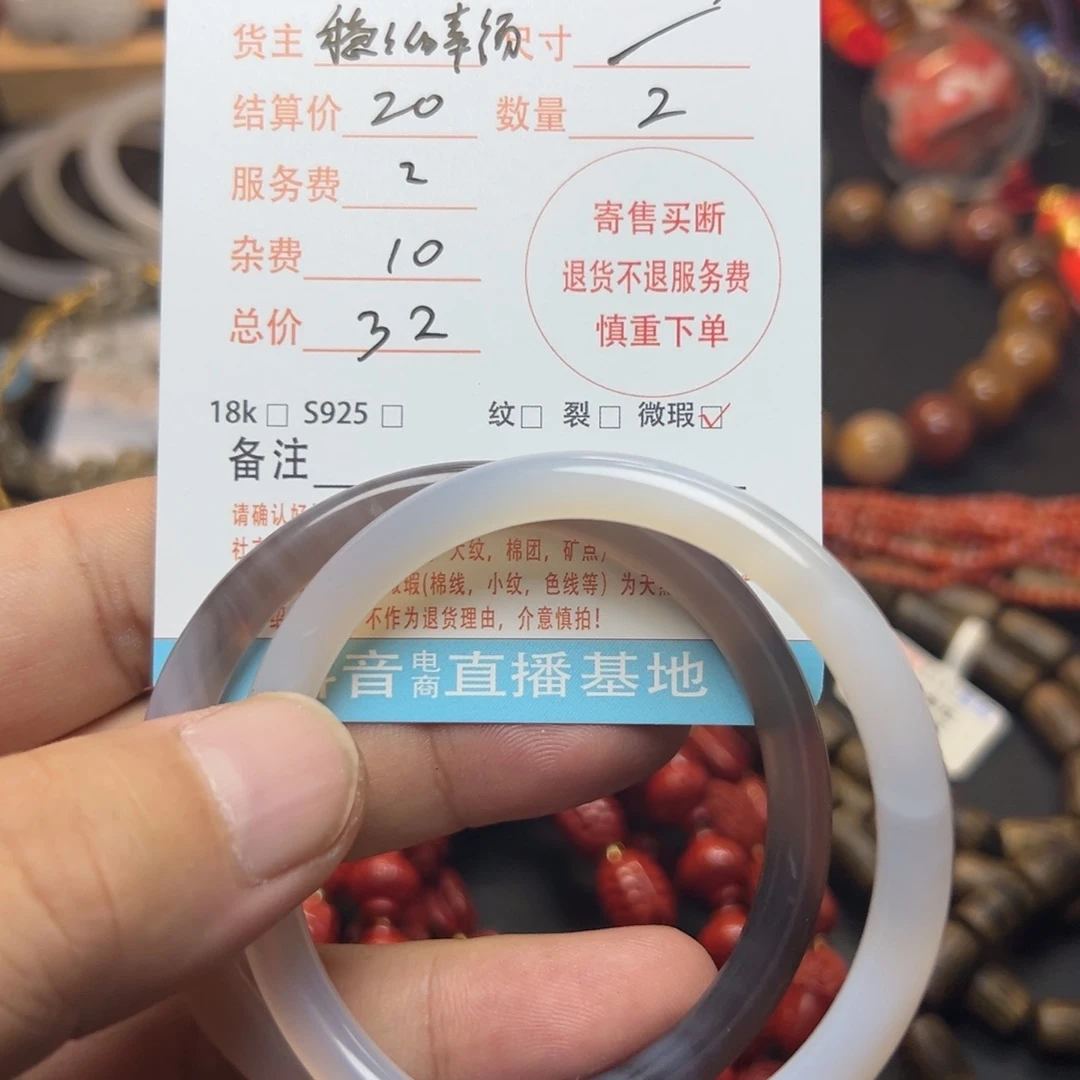 货主 尺寸
结算价 20 数量 2
服务费 2
杂费 10
总价 32
寄售买断
退货不退服务费
慎重下单
18k □ S925 □ 纹□ 裂□ 微瑕☑
备注
请确认好
大纹，棉团，矿点
瑕(棉线，小纹，色线等) 为天然
不作为退货理由，介意慎拍！
音电商直播基地